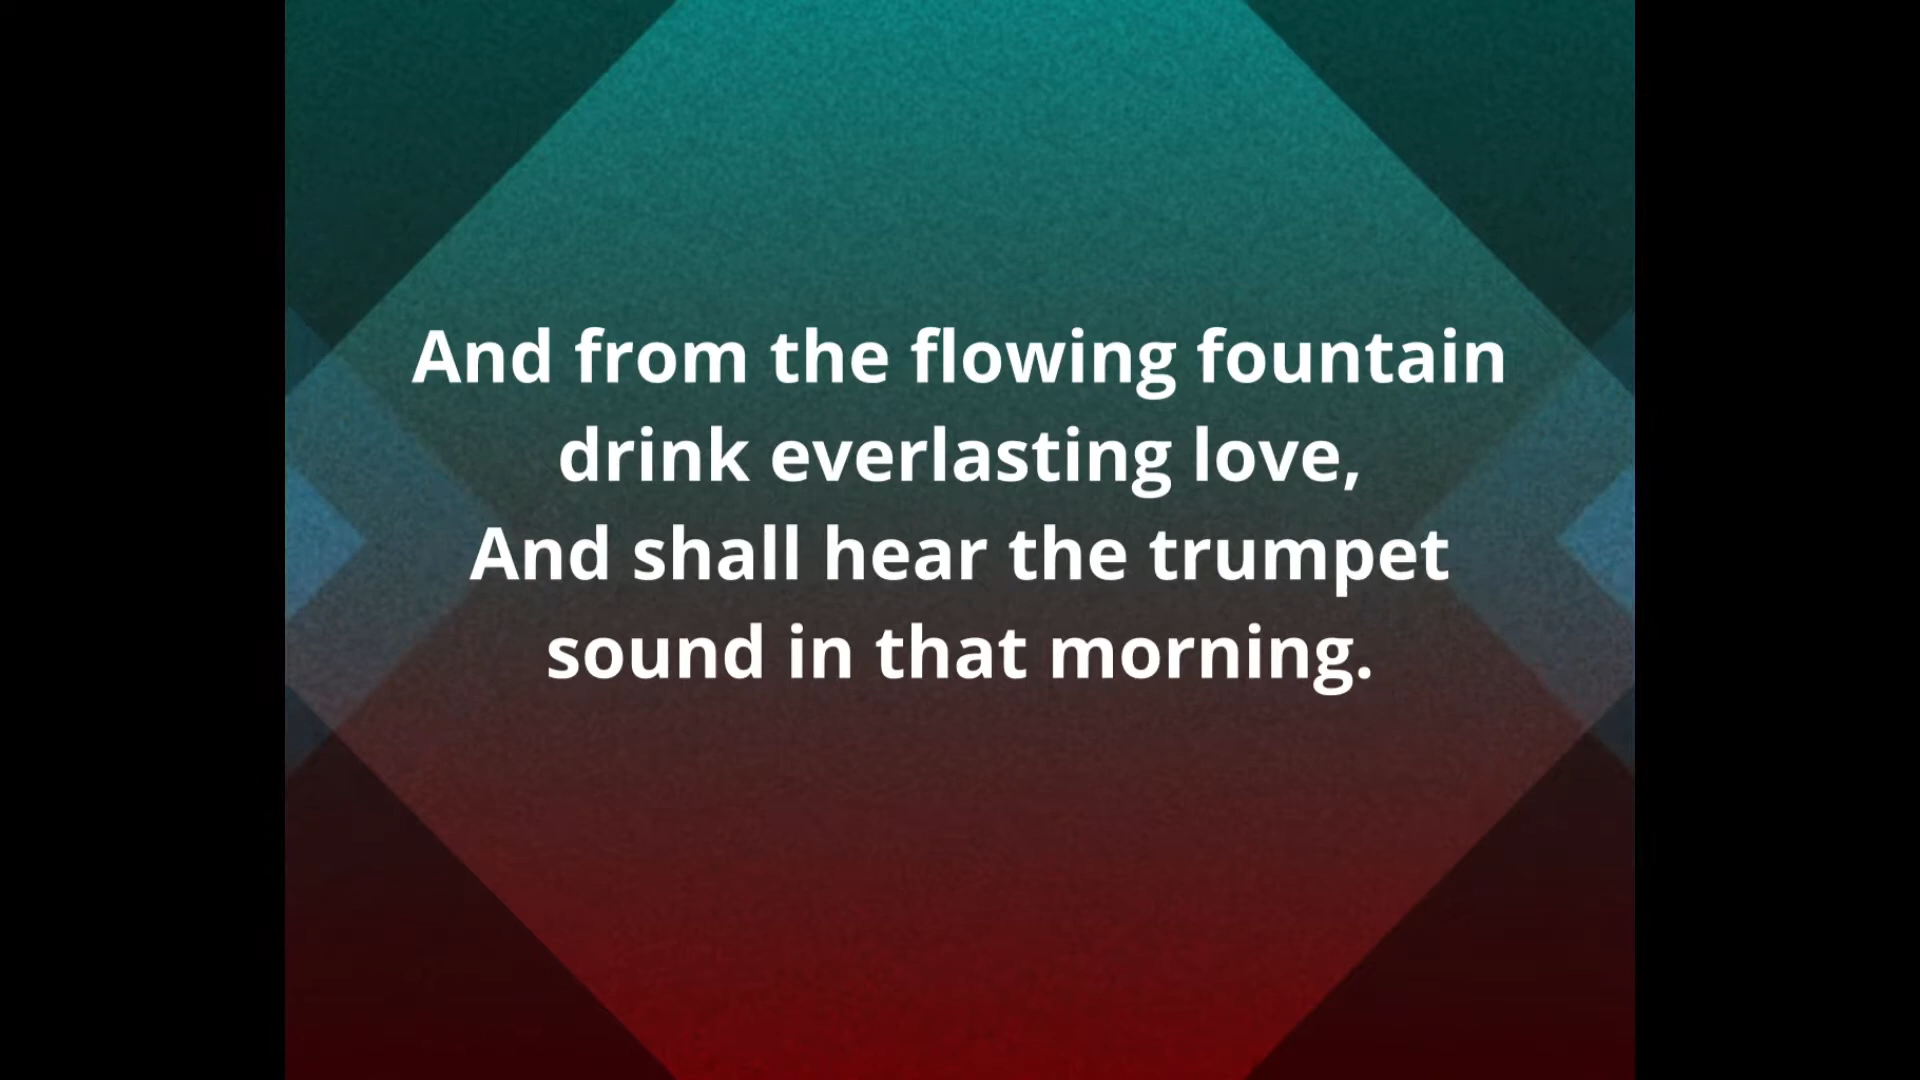 And from the flowing fountain
drink everlasting love,
And shall hear the trumpet
sound in that morning.